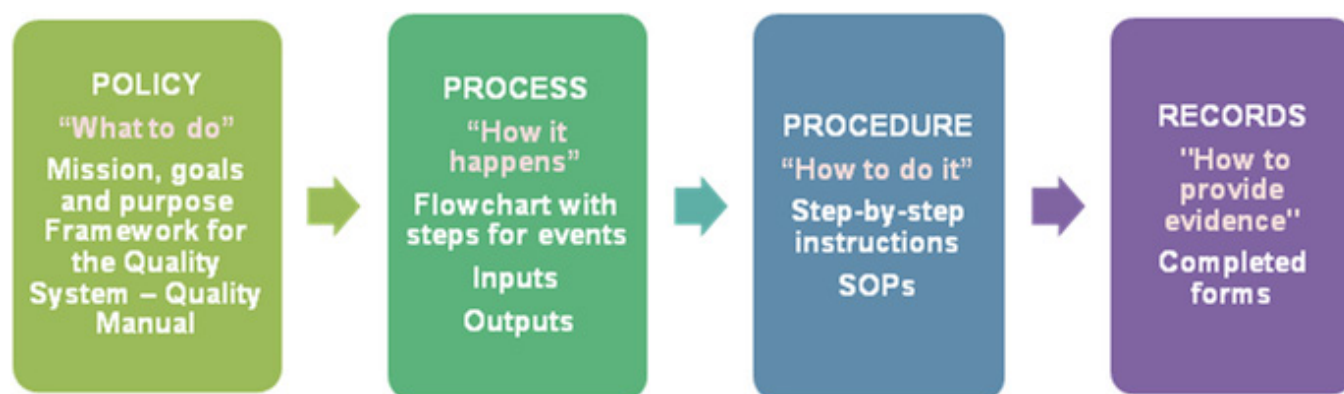 POLICY
“What to do”
Mission, goals
and purpose
Framework for
the Quality
System – Quality
Manual
PROCESS
“How it
happens”
Flowchart with
steps for events
Inputs
Outputs
PROCEDURE
“How to do it”
Step-by-step
instructions
SOPs
RECORDS
"How to
provide
evidence"
Completed
forms